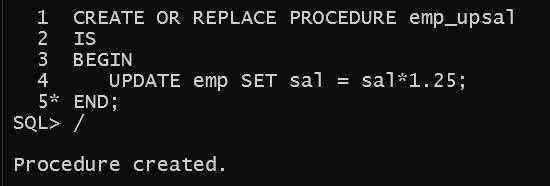 1  CREATE OR REPLACE PROCEDURE emp_upsal
2  IS
3  BEGIN
4     UPDATE emp SET sal = sal*1.25;
5* END;
SQL> /
Procedure created.